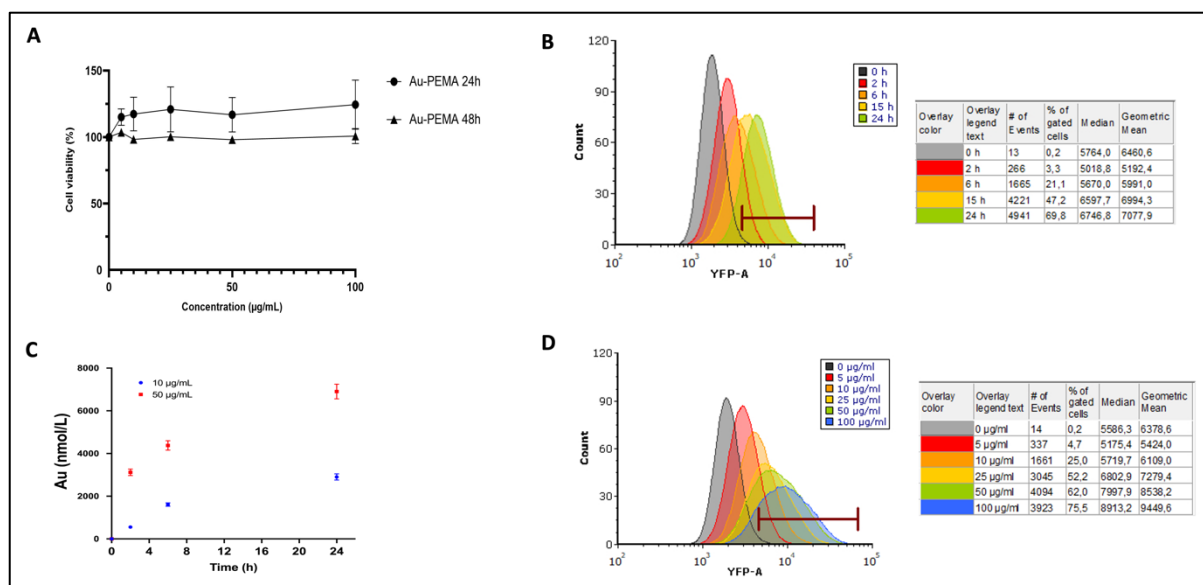 A
150
100
50
0
0
50
100
Cell viability (%)
Concentration (µg/mL)
Au-PEMA 24h
Au-PEMA 48h
B
120
90
60
30
0
Count
10² 10³ 10⁴ 10⁵
YFP-A
0 h
2 h
6 h
15 h
24 h
Overlay color Overlay legend text # of Events % of gated cells Median Geometric Mean
0 h 13 0,2 5764,0 6460,6
2 h 266 3,3 5018,8 5192,4
6 h 1665 21,1 5670,0 5991,0
15 h 4221 47,2 6597,7 6994,3
24 h 4941 69,8 6746,8 7077,9
C
8000
6000
4000
2000
0
Au (nmol/L)
10 µg/mL
50 µg/mL
0 4 8 12 16 20 24
Time (h)
D
120
90
60
30
0
Count
10² 10³ 10⁴ 10⁵
YFP-A
0 µg/ml
5 µg/ml
10 µg/ml
25 µg/ml
50 µg/ml
100 µg/ml
Overlay color Overlay legend text # of Events % of gated cells Median Geometric Mean
0 µg/ml 14 0,2 5586,3 6378,6
5 µg/ml 337 4,7 5175,4 5424,0
10 µg/ml 1661 25,0 5719,7 6109,0
25 µg/ml 3045 52,2 6802,9 7279,4
50 µg/ml 4094 62,0 7997,9 8538,2
100 µg/ml 3923 75,5 8913,2 9449,6